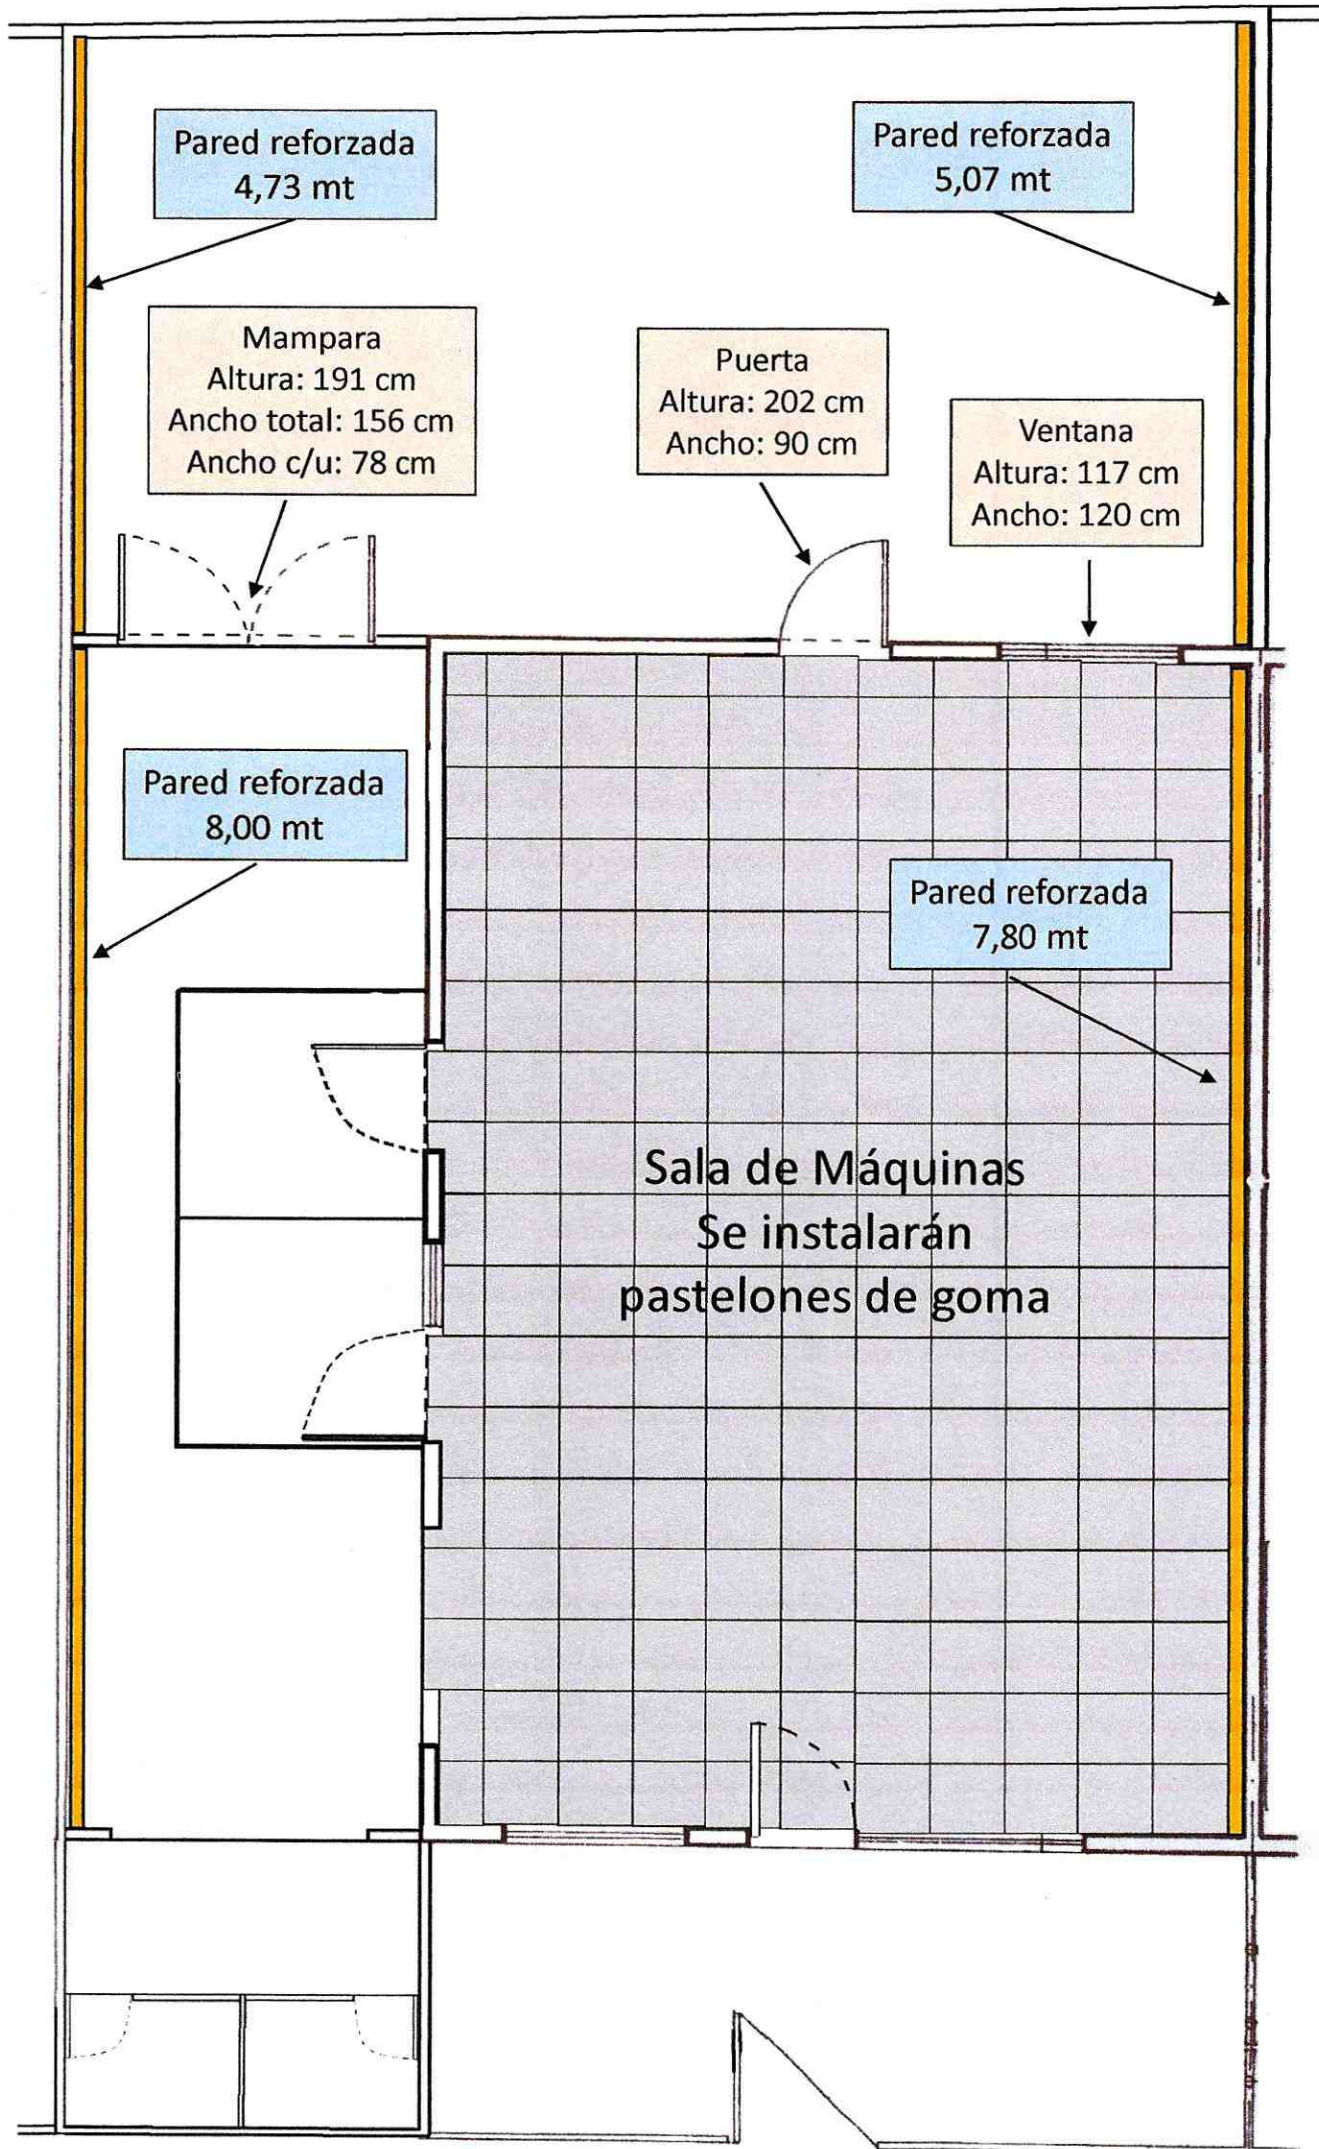 Pared reforzada
4,73 mt
Pared reforzada
5,07 mt
Mampara
Altura: 191 cm
Ancho total: 156 cm
Ancho c/u: 78 cm
Puerta
Altura: 202 cm
Ancho: 90 cm
Ventana
Altura: 117 cm
Ancho: 120 cm
Pared reforzada
8,00 mt
Pared reforzada
7,80 mt
Sala de Máquinas
Se instalarán
pastelones de goma